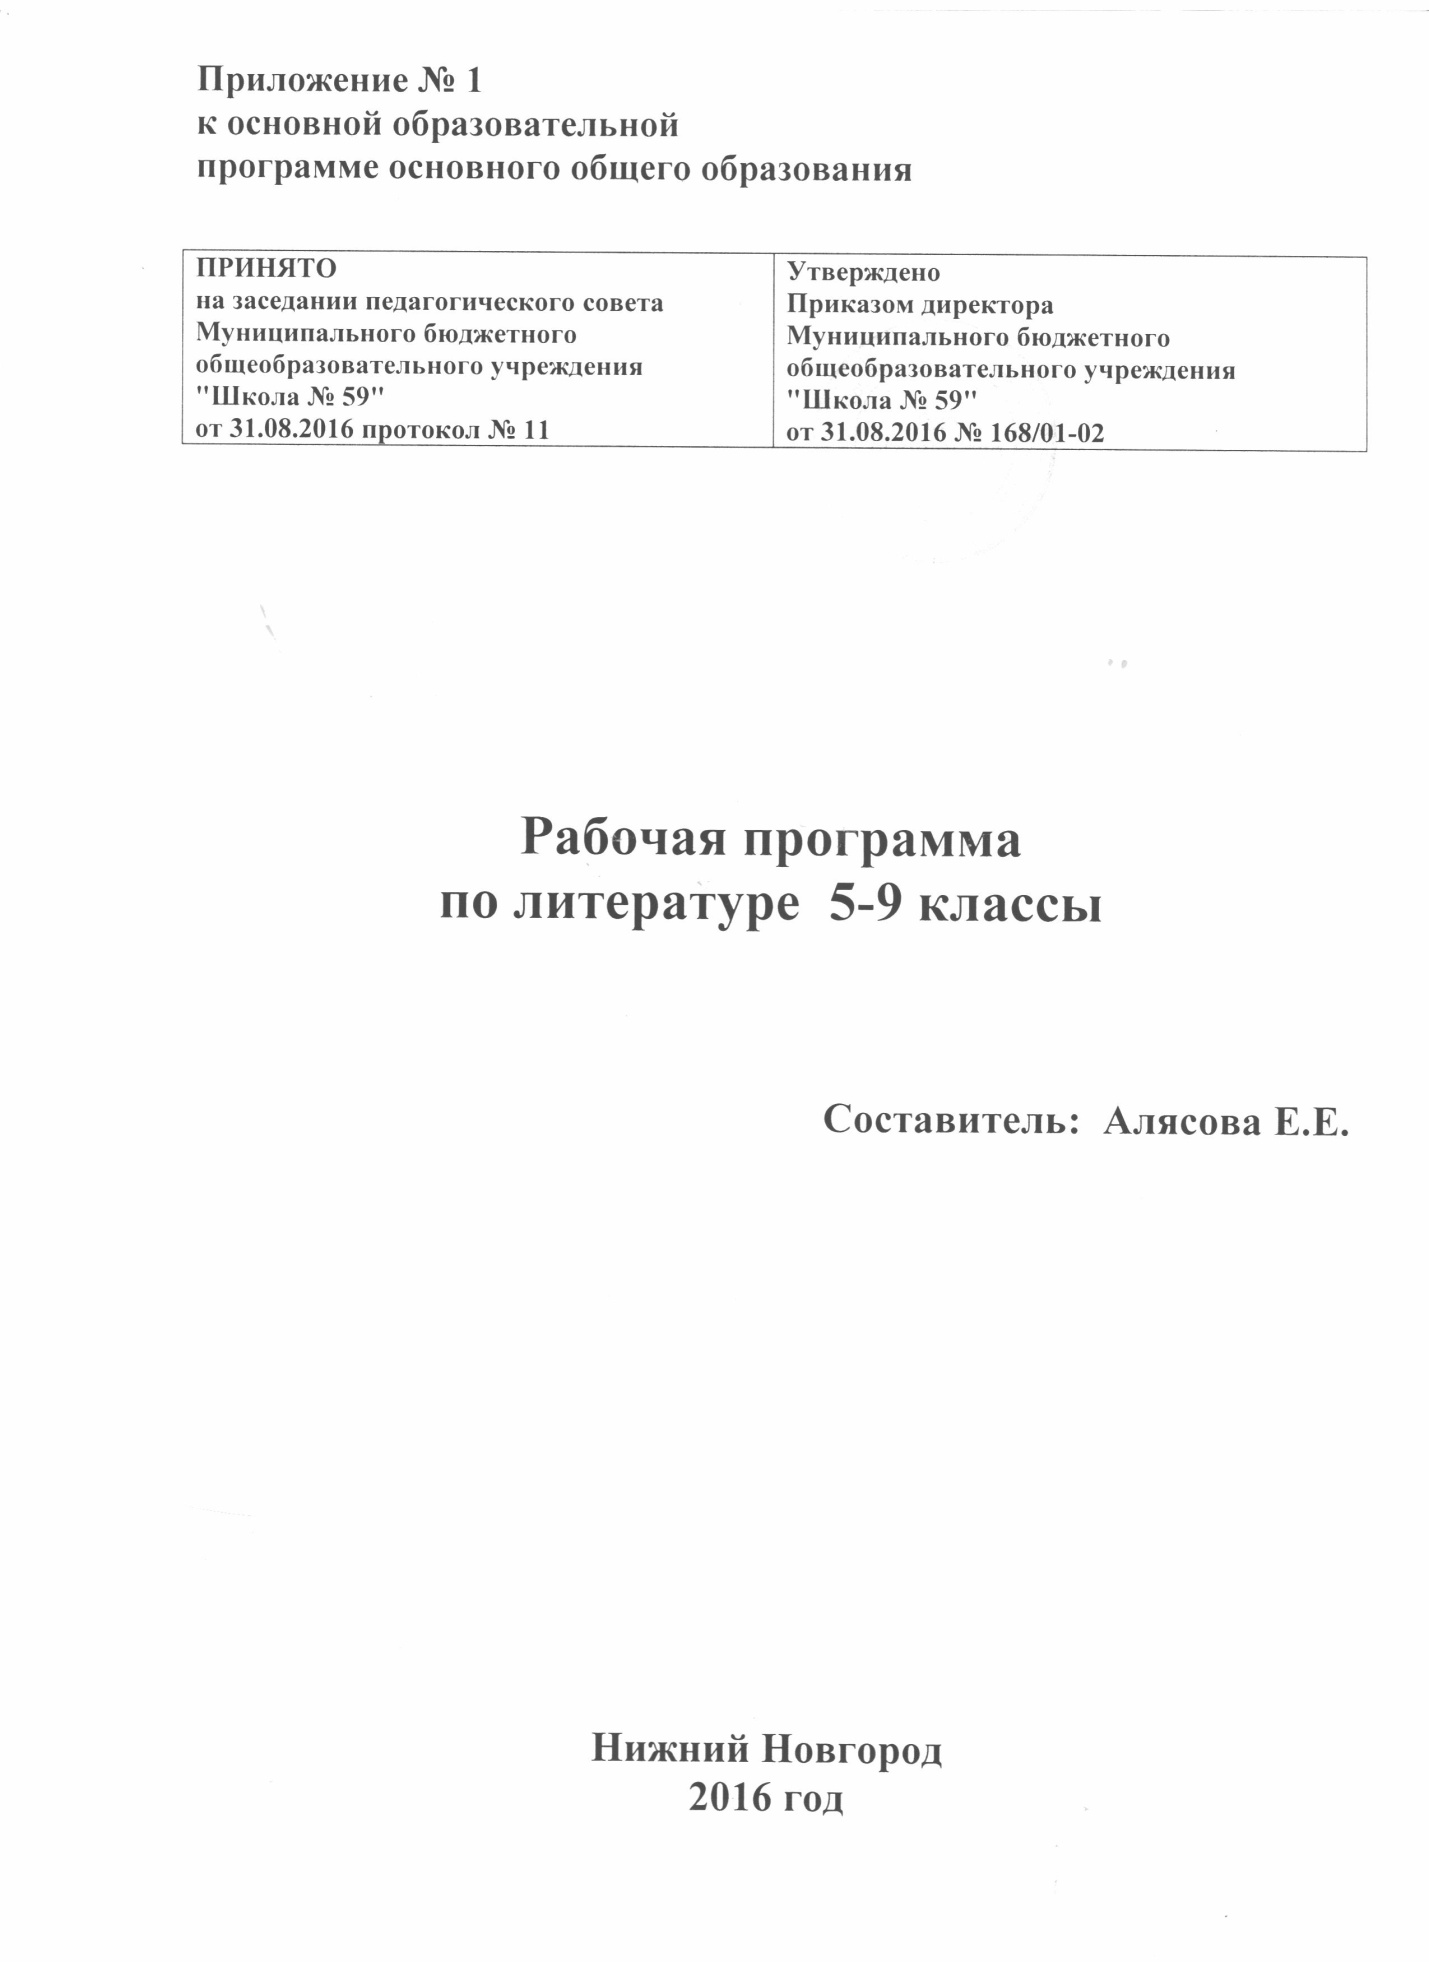 Приложение № 1
к основной образовательной
программе основного общего образования
ПРИНЯТО
на заседании педагогического совета
Муниципального бюджетного
общеобразовательного учреждения
"Школа № 59"
от 31.08.2016 протокол № 11
Утверждено
Приказом директора
Муниципального бюджетного
общеобразовательного учреждения
"Школа № 59"
от 31.08.2016 № 168/01-02
Рабочая программа
по литературе 5-9 классы
Составитель: Алясова Е.Е.
Нижний Новгород
2016 год